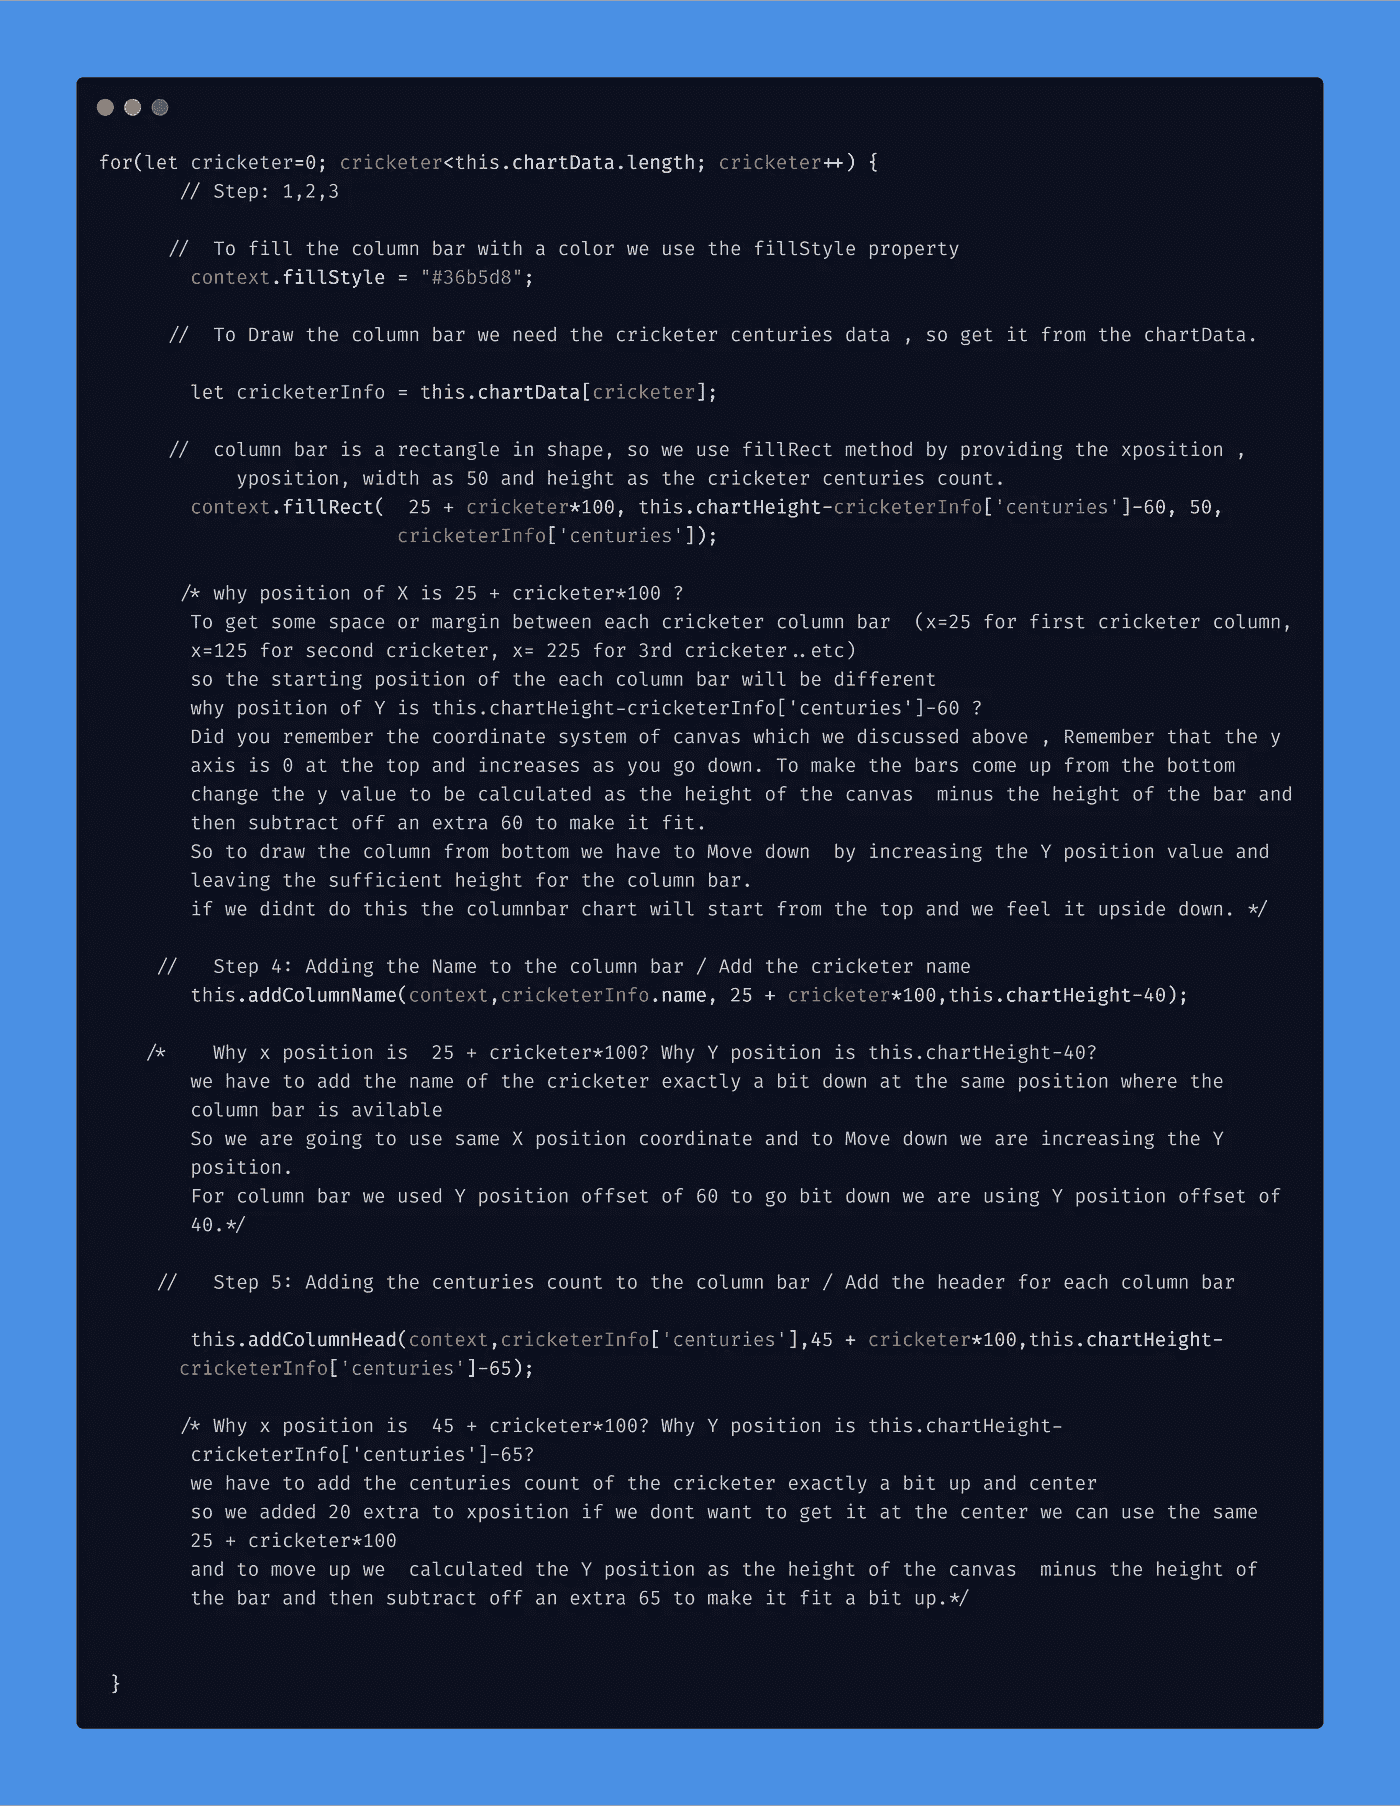 for(let cricketer=0; cricketer<this.chartData.length; cricketer++) {
// Step: 1,2,3
//  To fill the column bar with a color we use the fillStyle property
context.fillStyle = "#36b5d8";
//  To Draw the column bar we need the cricketer centuries data , so get it from the chartData.
let cricketerInfo = this.chartData[cricketer];
//  column bar is a rectangle in shape, so we use fillRect method by providing the xposition ,
yposition, width as 50 and height as the cricketer centuries count.
context.fillRect(  25 + cricketer*100, this.chartHeight-cricketerInfo['centuries']-60, 50,
cricketerInfo['centuries']);
/* why position of X is 25 + cricketer*100 ?
To get some space or margin between each cricketer column bar  (x=25 for first cricketer column,
x=125 for second cricketer, x= 225 for 3rd cricketer..etc)
so the starting position of the each column bar will be different
why position of Y is this.chartHeight-cricketerInfo['centuries']-60 ?
Did you remember the coordinate system of canvas which we discussed above , Remember that the y
axis is 0 at the top and increases as you go down. To make the bars come up from the bottom
change the y value to be calculated as the height of the canvas  minus the height of the bar and
then subtract off an extra 60 to make it fit.
So to draw the column from bottom we have to Move down  by increasing the Y position value and
leaving the sufficient height for the column bar.
if we didnt do this the columnbar chart will start from the top and we feel it upside down. */
//   Step 4: Adding the Name to the column bar / Add the cricketer name
this.addColumnName(context,cricketerInfo.name, 25 + cricketer*100,this.chartHeight-40);
/*    Why x position is  25 + cricketer*100? Why Y position is this.chartHeight-40?
we have to add the name of the cricketer exactly a bit down at the same position where the
column bar is avilable
So we are going to use same X position coordinate and to Move down we are increasing the Y
position.
For column bar we used Y position offset of 60 to go bit down we are using Y position offset of
40.*/
//   Step 5: Adding the centuries count to the column bar / Add the header for each column bar
this.addColumnHead(context,cricketerInfo['centuries'],45 + cricketer*100,this.chartHeight-
cricketerInfo['centuries']-65);
/* Why x position is  45 + cricketer*100? Why Y position is this.chartHeight-
cricketerInfo['centuries']-65?
we have to add the centuries count of the cricketer exactly a bit up and center
so we added 20 extra to xposition if we dont want to get it at the center we can use the same
25 + cricketer*100
and to move up we  calculated the Y position as the height of the canvas  minus the height of
the bar and then subtract off an extra 65 to make it fit a bit up.*/
}